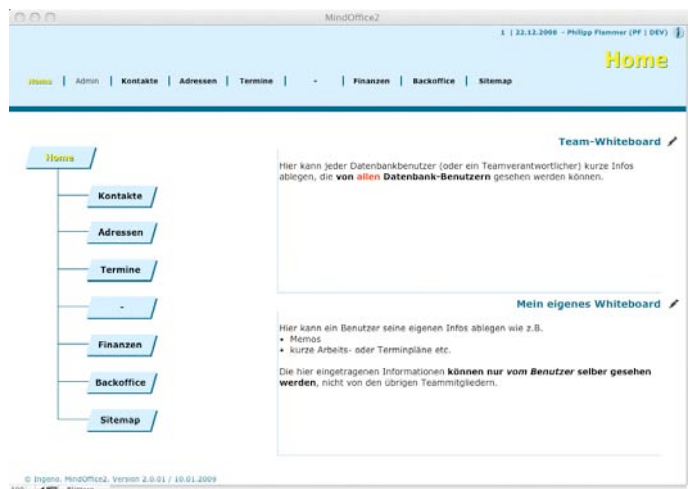 MindOffice2
1 | 22.12.2008 - Philipp Flammer (PF | DEV)
Home
Home | Admin | Kontakte | Adressen | Termine | - | Finanzen | Backoffice | Sitemap
Team-Whiteboard
Hier kann jeder Datenbankbenutzer (oder ein Teamverantwortlicher) kurze Infos
ablegen, die von allen Datenbank-Benutzern gesehen werden können.
Home
Kontakte
Adressen
Termine
-
Finanzen
Backoffice
Sitemap
Mein eigenes Whiteboard
Hier kann ein Benutzer seine eigenen Infos ablegen wie z.B.
• Memos
• kurze Arbeits- oder Terminpläne etc.
Die hier eingetragenen Informationen können nur vom Benutzer selber gesehen
werden, nicht von den übrigen Teammitgliedern.
© Ingeno. MindOffice2. Version 2.0.01 / 10.01.2009